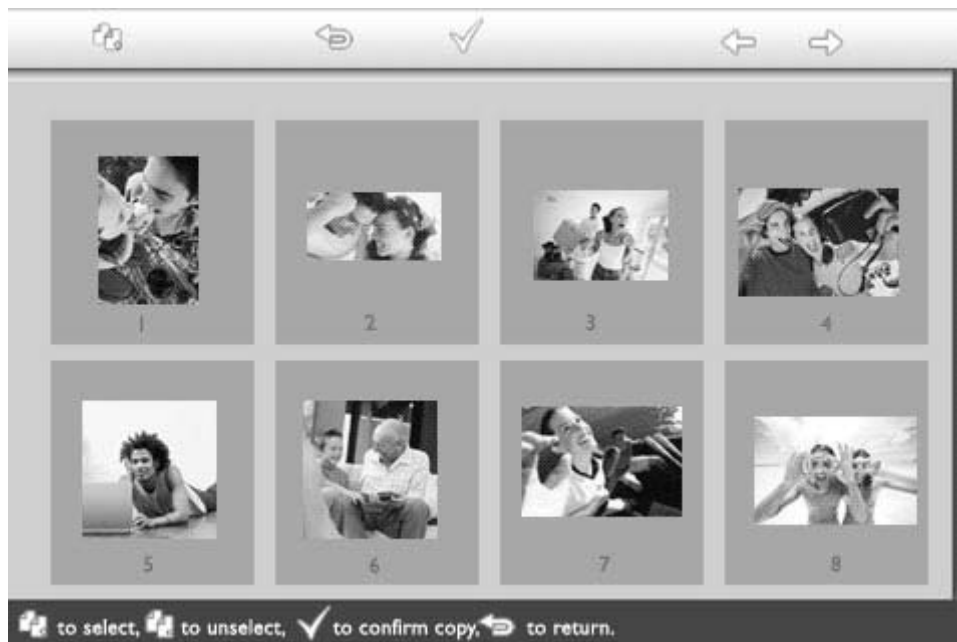 1 2 3 4
5 6 7 8
to select, to unselect, to confirm copy, to return.